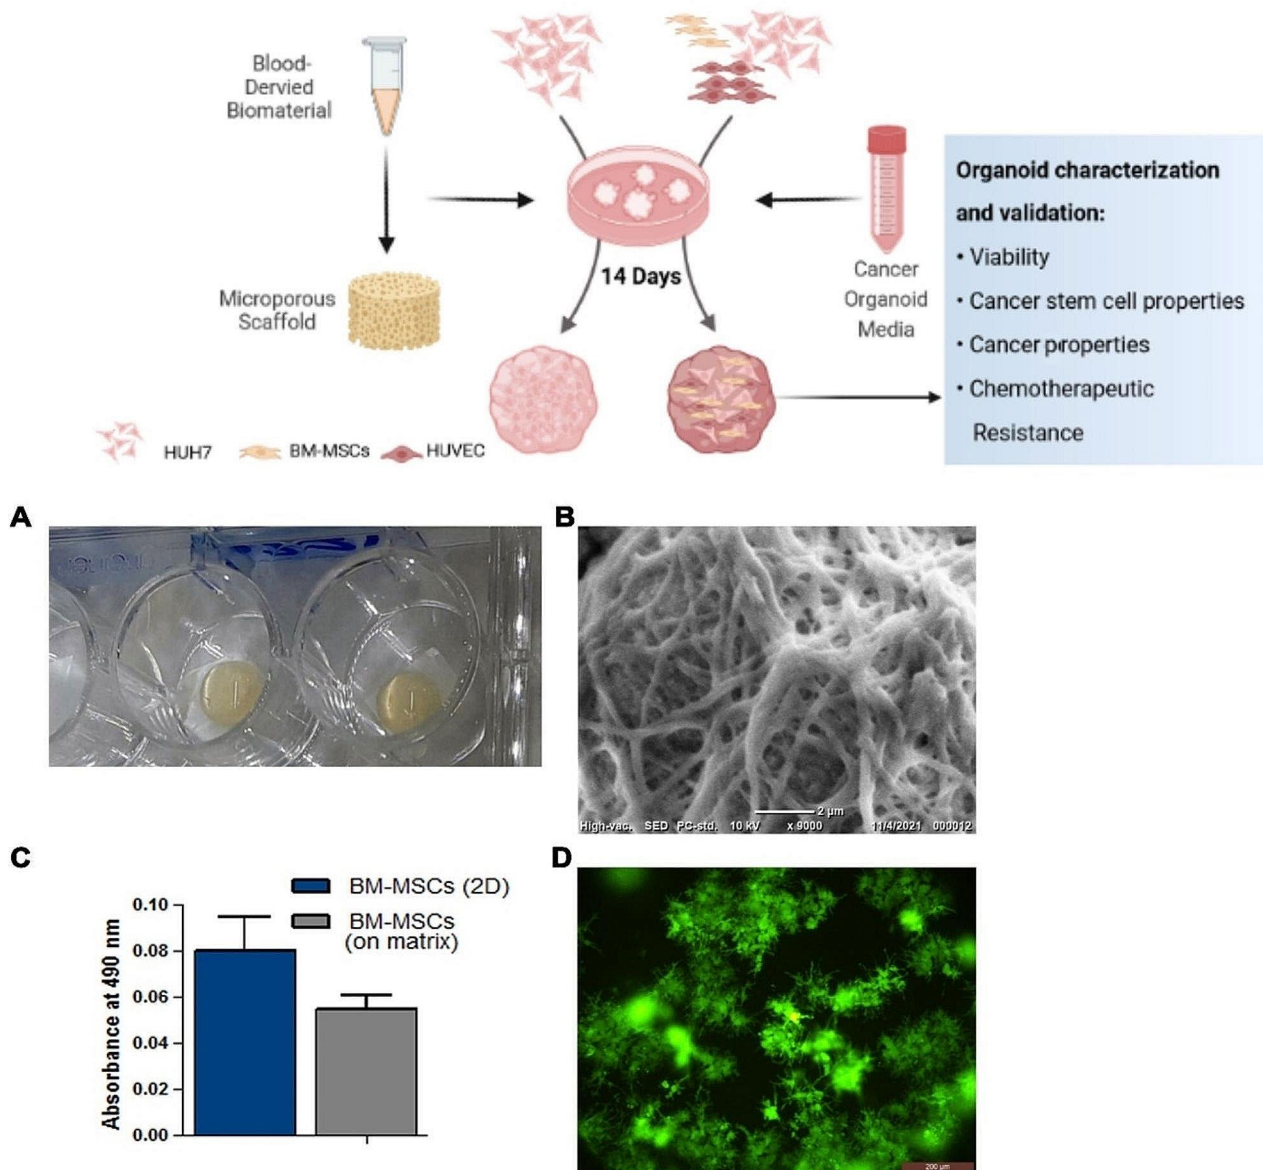 Blood-
Dervied
Biomaterial
Microporous
Scaffold
14 Days
Cancer
Organoid
Media
Organoid characterization
and validation:
• Viability
• Cancer stem cell properties
• Cancer properties
• Chemotherapeutic
Resistance
HUH7
BM-MSCs
HUVEC
A
B
2 µm
High-vac. SED PC-std. 10 kV x 9000 11/4/2021 000012
C
BM-MSCs (2D)
BM-MSCs
(on matrix)
Absorbance at 490 nm
0.10
0.08
0.06
0.04
0.02
0.00
D
200 µm